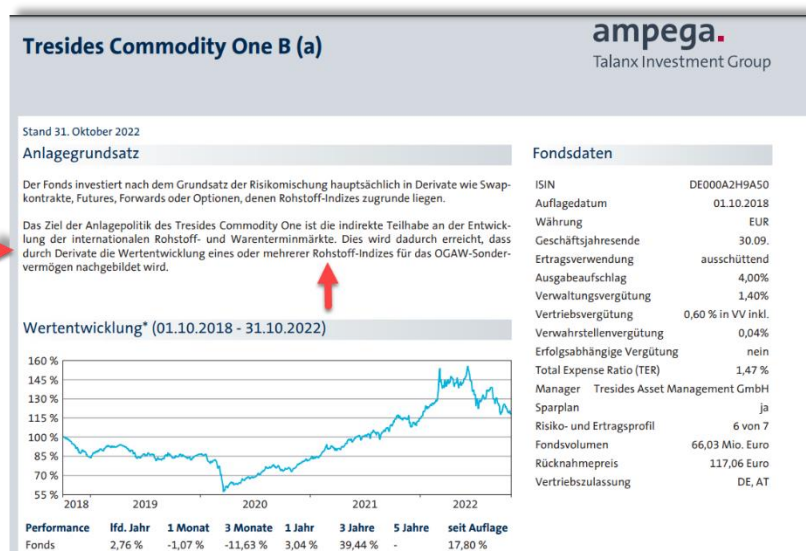 Tresides Commodity One B (a)
ampega.
Talanx Investment Group
Stand 31. Oktober 2022
Anlagegrundsatz
Der Fonds investiert nach dem Grundsatz der Risikomischung hauptsächlich in Derivate wie Swap-
kontrakte, Futures, Forwards oder Optionen, denen Rohstoff-Indizes zugrunde liegen.
Das Ziel der Anlagepolitik des Tresides Commodity One ist die indirekte Teilhabe an der Entwick-
lung der internationalen Rohstoff- und Warenterminmärkte. Dies wird dadurch erreicht, dass
durch Derivate die Wertentwicklung eines oder mehrerer Rohstoff-Indizes für das OGAW-Sonder-
vermögen nachgebildet wird.
Wertentwicklung* (01.10.2018 - 31.10.2022)
160 %
145 %
130 %
115 %
100 %
85 %
70 %
55 %
2018 2019 2020 2021 2022
Performance lfd. Jahr 1 Monat 3 Monate 1 Jahr 3 Jahre 5 Jahre seit Auflage
Fonds 2,76 % -1,07 % -11,63 % 3,04 % 39,44 % - 17,80 %
Fondsdaten
ISIN DE000A2H9A50
Auflagedatum 01.10.2018
Währung EUR
Geschäftsjahresende 30.09.
Ertragsverwendung ausschüttend
Ausgabeaufschlag 4,00%
Verwaltungsvergütung 1,40%
Vertriebsvergütung 0,60 % in VV inkl.
Verwahrstellenvergütung 0,04%
Erfolgsabhängige Vergütung nein
Total Expense Ratio (TER) 1,47 %
Manager Tresides Asset Management GmbH
Sparplan ja
Risiko- und Ertragsprofil 6 von 7
Fondsvolumen 66,03 Mio. Euro
Rücknahmepreis 117,06 Euro
Vertriebszulassung DE, AT